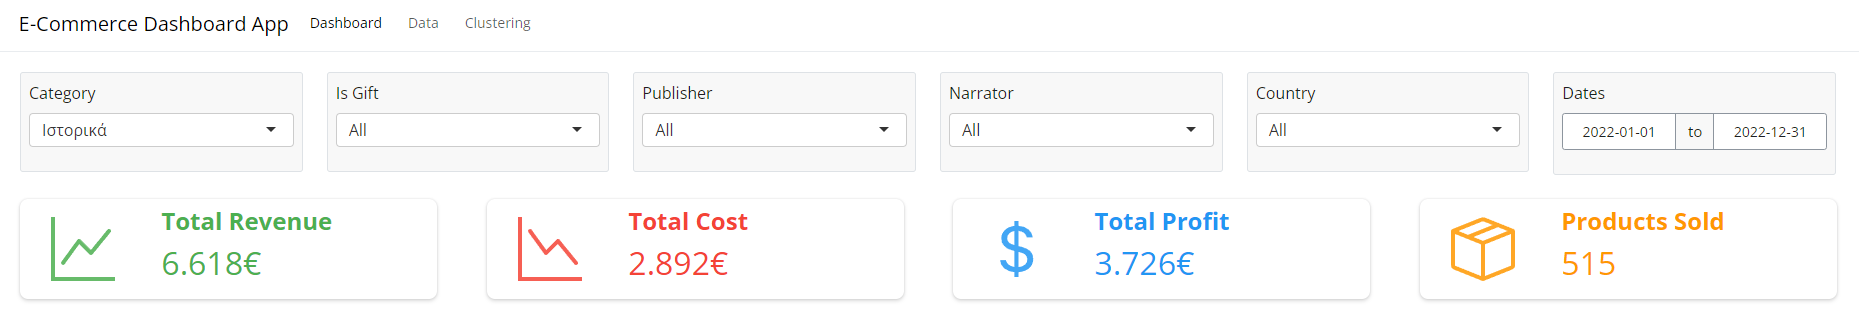 E-Commerce Dashboard App Dashboard Data Clustering
Category Is Gift Publisher Narrator Country Dates
Ιστορικά All All All All 2022-01-01 to 2022-12-31
Total Revenue Total Cost Total Profit Products Sold
6.618€ 2.892€ 3.726€ 515